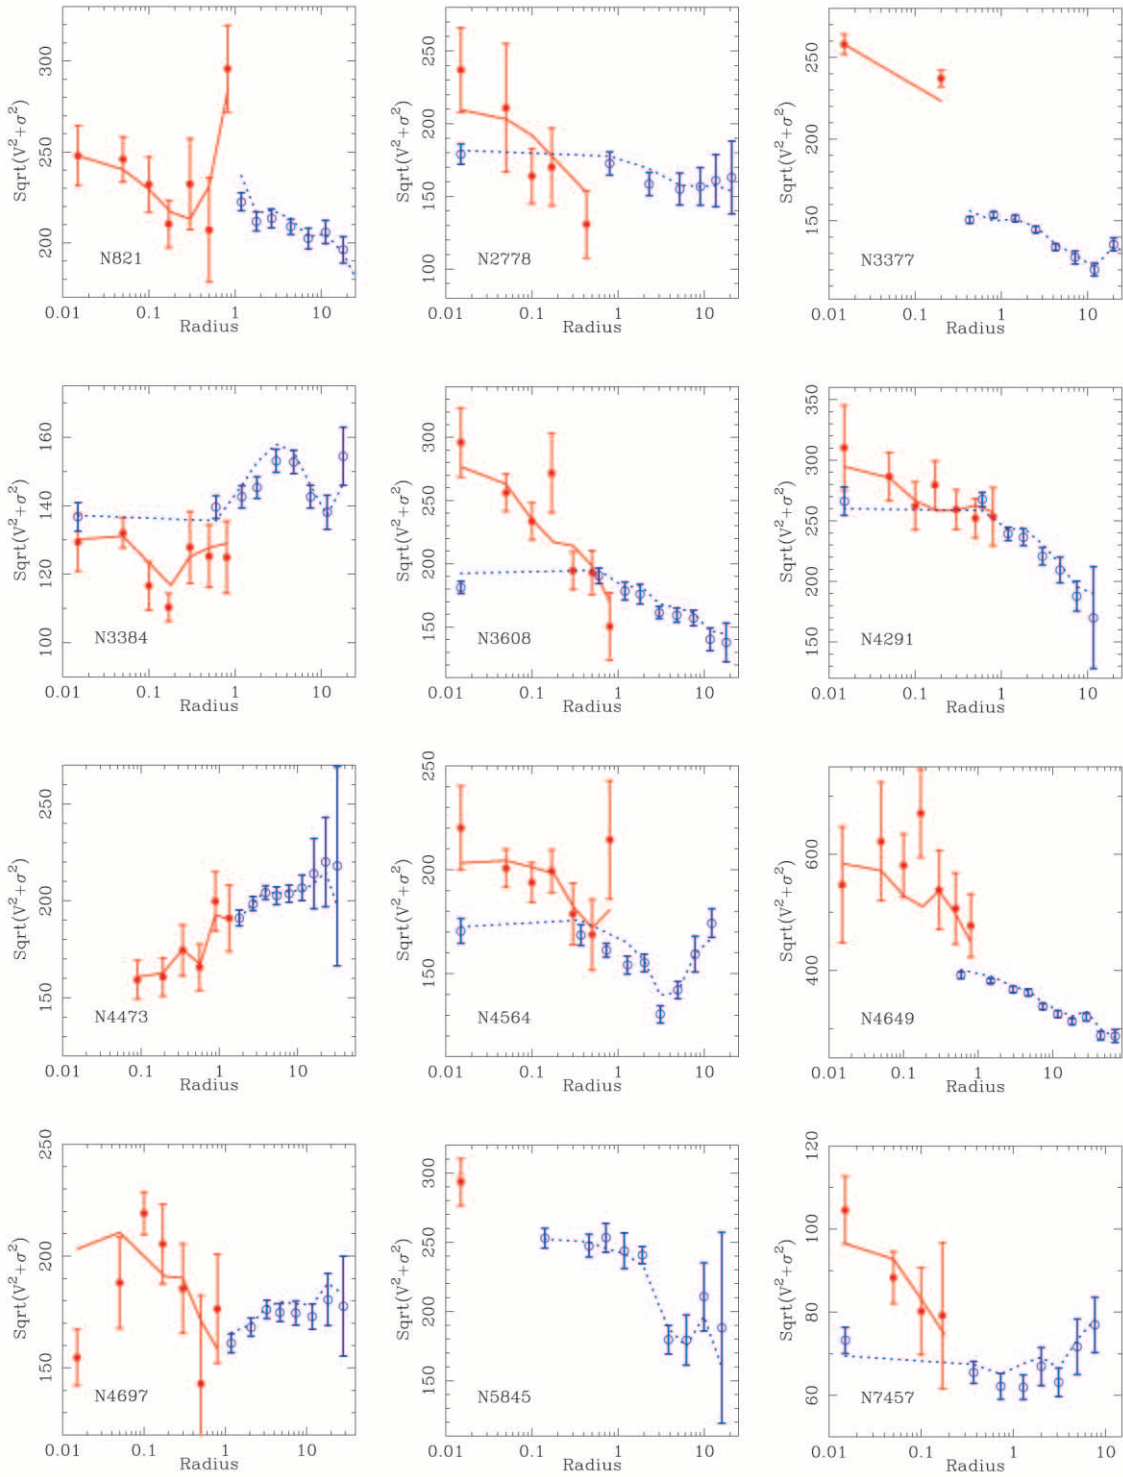 300
250
200
Sqrt(V²+σ²)
N821
0.01 0.1 1 10
Radius
250
200
150
100
Sqrt(V²+σ²)
N2778
0.01 0.1 1 10
Radius
250
200
150
Sqrt(V²+σ²)
N3377
0.01 0.1 1 10
Radius
160
140
120
100
Sqrt(V²+σ²)
N3384
0.01 0.1 1 10
Radius
300
250
200
150
Sqrt(V²+σ²)
N3608
0.01 0.1 1 10
Radius
350
300
250
200
150
Sqrt(V²+σ²)
N4291
0.01 0.1 1 10
Radius
250
200
150
Sqrt(V²+σ²)
N4473
0.01 0.1 1 10
Radius
250
200
150
Sqrt(V²+σ²)
N4564
0.01 0.1 1 10
Radius
600
400
Sqrt(V²+σ²)
N4649
0.01 0.1 1 10
Radius
250
200
150
Sqrt(V²+σ²)
N4697
0.01 0.1 1 10
Radius
300
250
200
150
Sqrt(V²+σ²)
N5845
0.01 0.1 1 10
Radius
120
100
80
60
Sqrt(V²+σ²)
N7457
0.01 0.1 1 10
Radius